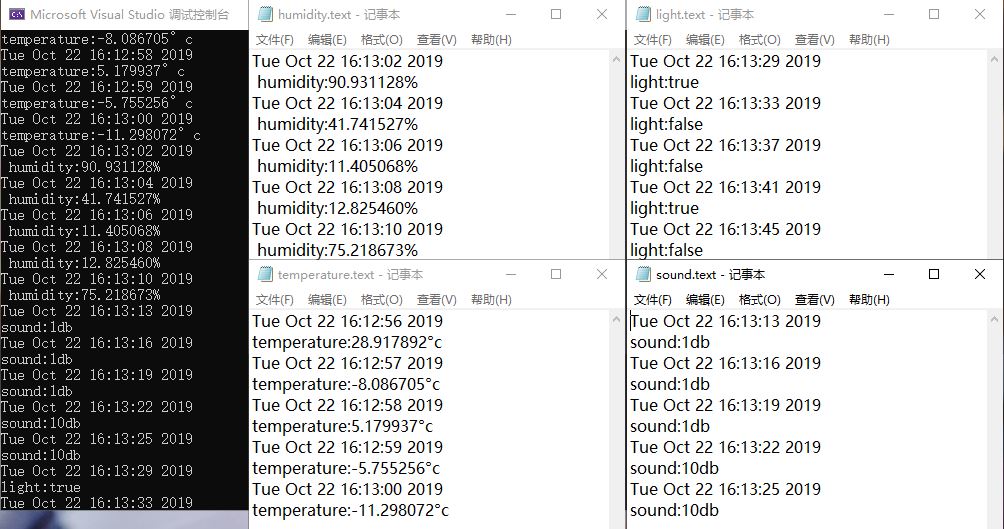 Microsoft Visual Studio 调试控制台
temperature:-8.086705° c
Tue Oct 22 16:12:58 2019
temperature:5.179937° c
Tue Oct 22 16:12:59 2019
temperature:-5.755256° c
Tue Oct 22 16:13:00 2019
temperature:-11.298072° c
Tue Oct 22 16:13:02 2019
humidity:90.931128%
Tue Oct 22 16:13:04 2019
humidity:41.741527%
Tue Oct 22 16:13:06 2019
humidity:11.405068%
Tue Oct 22 16:13:08 2019
humidity:12.825460%
Tue Oct 22 16:13:10 2019
humidity:75.218673%
Tue Oct 22 16:13:13 2019
sound:1db
Tue Oct 22 16:13:16 2019
sound:1db
Tue Oct 22 16:13:19 2019
sound:1db
Tue Oct 22 16:13:22 2019
sound:10db
Tue Oct 22 16:13:25 2019
sound:10db
Tue Oct 22 16:13:29 2019
light:true
Tue Oct 22 16:13:33 2019
humidity.text - 记事本
文件(F) 编辑(E) 格式(O) 查看(V) 帮助(H)
Tue Oct 22 16:13:02 2019
humidity:90.931128%
Tue Oct 22 16:13:04 2019
humidity:41.741527%
Tue Oct 22 16:13:06 2019
humidity:11.405068%
Tue Oct 22 16:13:08 2019
humidity:12.825460%
Tue Oct 22 16:13:10 2019
humidity:75.218673%
light.text - 记事本
文件(F) 编辑(E) 格式(O) 查看(V) 帮助(H)
Tue Oct 22 16:13:29 2019
light:true
Tue Oct 22 16:13:33 2019
light:false
Tue Oct 22 16:13:37 2019
light:false
Tue Oct 22 16:13:41 2019
light:true
Tue Oct 22 16:13:45 2019
light:false
temperature.text - 记事本
文件(F) 编辑(E) 格式(O) 查看(V) 帮助(H)
Tue Oct 22 16:12:56 2019
temperature:28.917892°c
Tue Oct 22 16:12:57 2019
temperature:-8.086705°c
Tue Oct 22 16:12:58 2019
temperature:5.179937°c
Tue Oct 22 16:12:59 2019
temperature:-5.755256°c
Tue Oct 22 16:13:00 2019
temperature:-11.298072°c
sound.text - 记事本
文件(F) 编辑(E) 格式(O) 查看(V) 帮助(H)
Tue Oct 22 16:13:13 2019
sound:1db
Tue Oct 22 16:13:16 2019
sound:1db
Tue Oct 22 16:13:19 2019
sound:1db
Tue Oct 22 16:13:22 2019
sound:10db
Tue Oct 22 16:13:25 2019
sound:10db